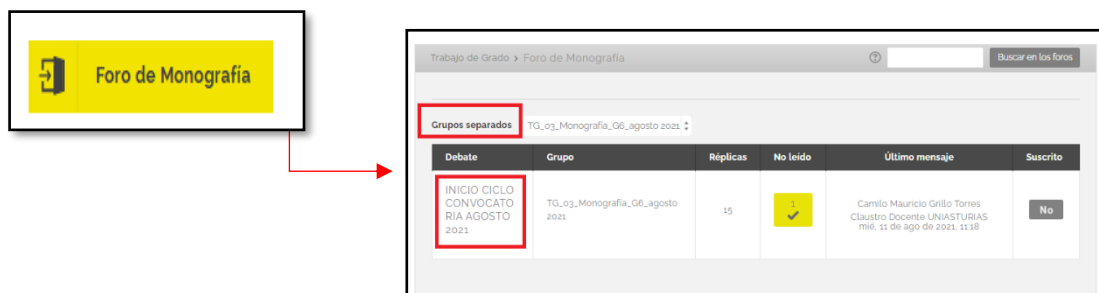 Foro de Monografía
Trabajo de Grado > Foro de Monografía
Buscar en los foros
Grupos separados TG_03_Monografía_G6_agosto 2021
Debate Grupo Réplicas No leído Último mensaje Suscrito
INICIO CICLO
CONVOCATO
RIA AGOSTO
2021
TG_03_Monografía_G6_agosto
2021
15
1
Camilo Mauricio Grillo Torres
Claustro Docente UNIASTURIAS
mié, 11 de ago de 2021, 11:18
No